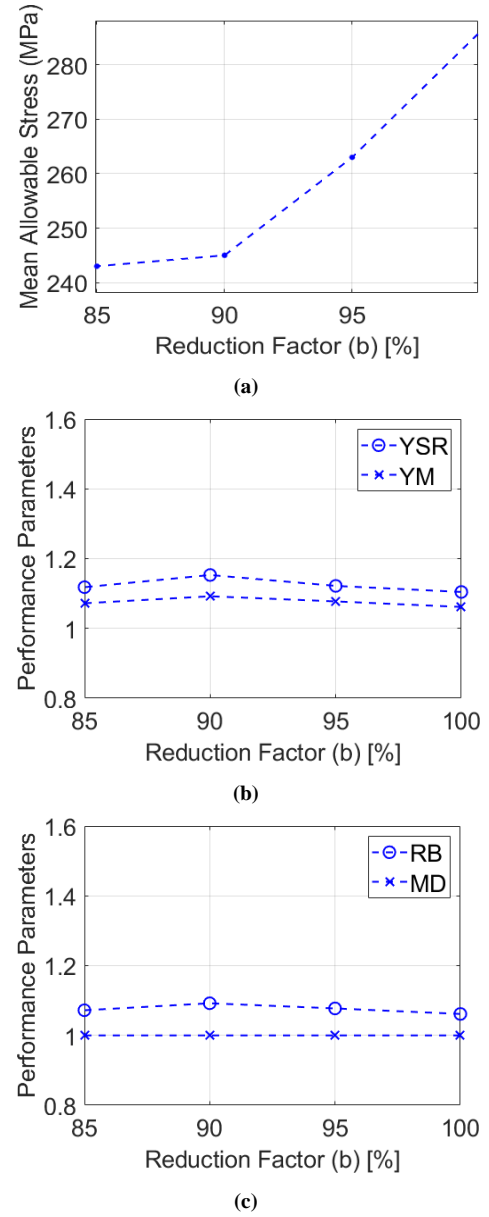 280
270
260
250
240
Mean Allowable Stress (MPa)
85
90
95
Reduction Factor (b) [%]
(a)
1.6
1.4
1.2
1
0.8
Performance Parameters
YSR
YM
85
90
95
100
Reduction Factor (b) [%]
(b)
1.6
1.4
1.2
1
0.8
Performance Parameters
RB
MD
85
90
95
100
Reduction Factor (b) [%]
(c)